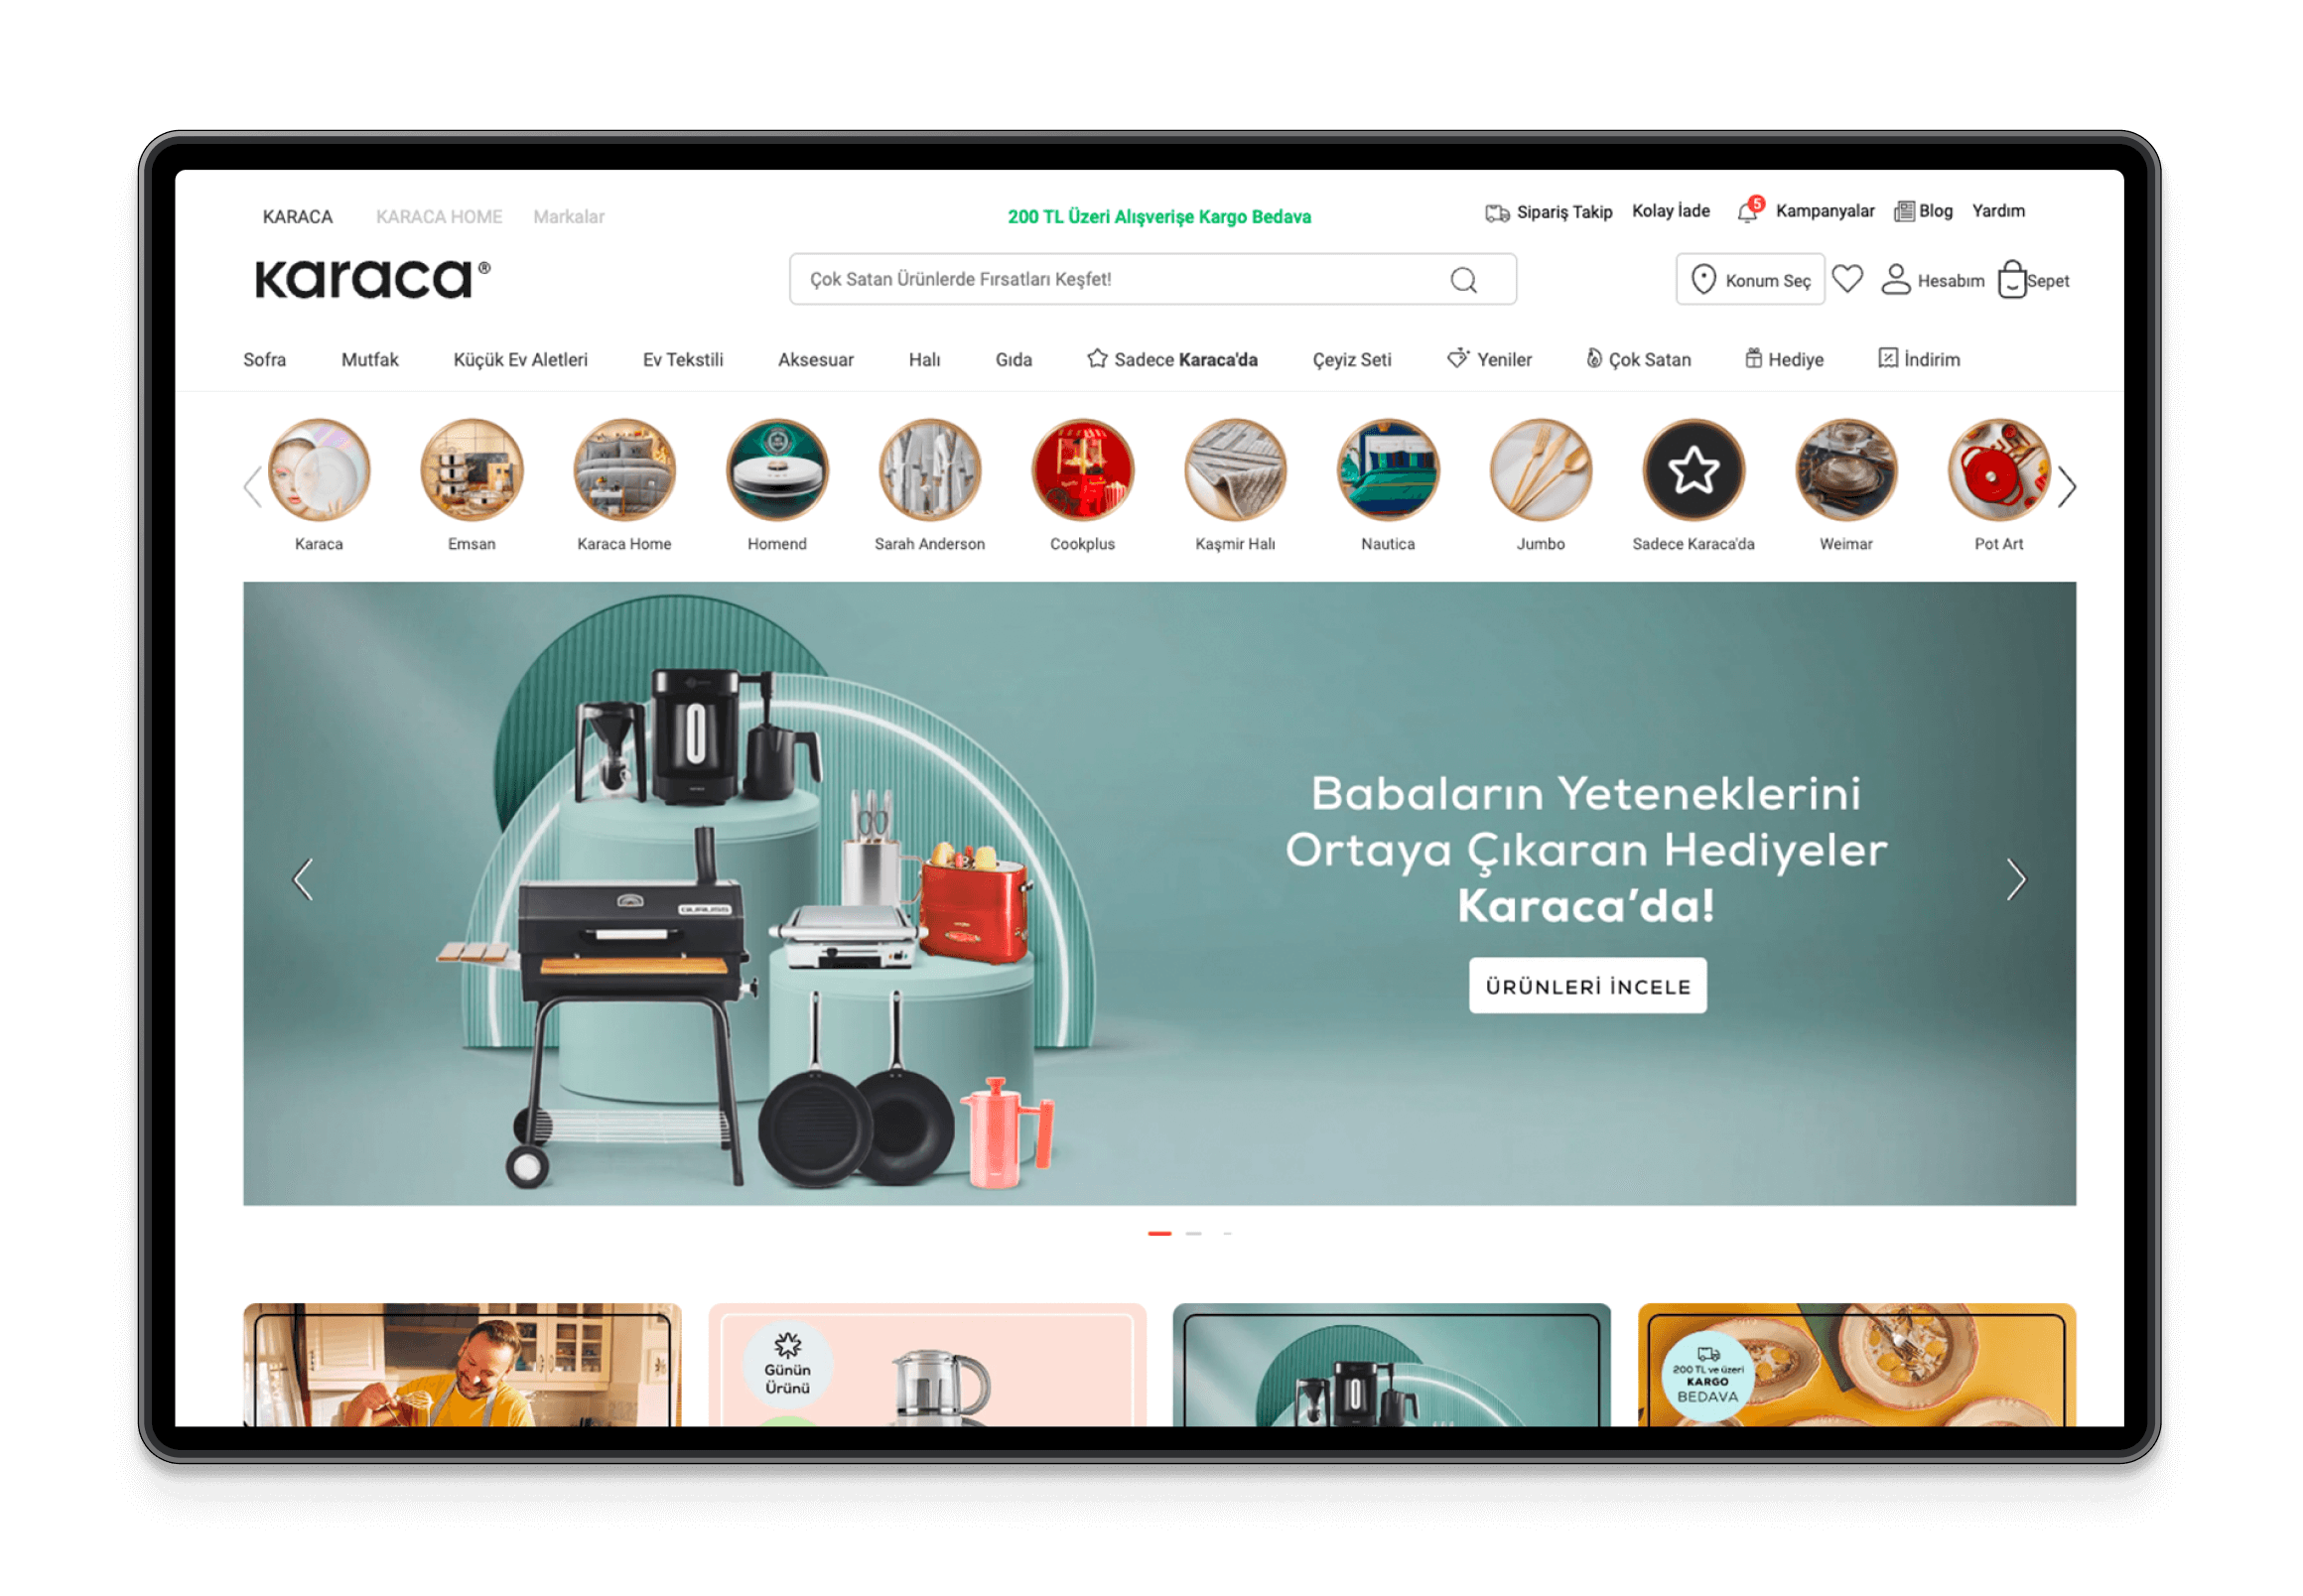 KARACA KARACA HOME Markalar
200 TL Üzeri Alışverişe Kargo Bedava
Sipariş Takip Kolay İade 5 Kampanyalar Blog Yardım
karaca®
Çok Satan Ürünlerde Fırsatları Keşfet!
Konum Seç Hesabım Sepet
Sofra Mutfak Küçük Ev Aletleri Ev Tekstili Aksesuar Halı Gıda Sadece Karaca'da Çeyiz Seti Yeniler Çok Satan Hediye İndirim
Karaca Emsan Karaca Home Homend Sarah Anderson Cookplus Kaşmir Halı Nautica Jumbo Sadece Karaca'da Weimar Pot Art
Babaların Yeteneklerini
Ortaya Çıkaran Hediyeler
Karaca'da!
ÜRÜNLERİ İNCELE
Günün
Ürünü
200 TL ve üzeri
KARGO
BEDAVA